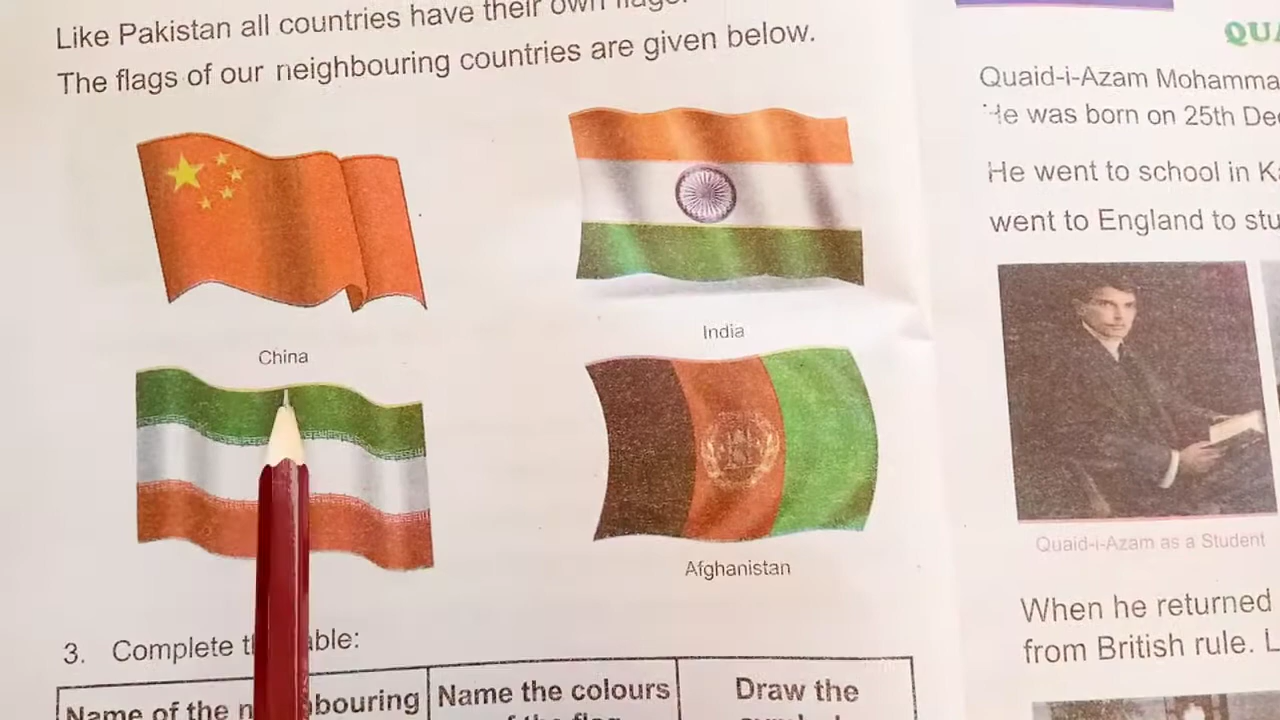 Like Pakistan all countries have their own flags.
The flags of our neighbouring countries are given below.
China
India
Afghanistan
3. Complete
Name of the
Name the colours
of the flag
Draw the
QUA
Quaid-i-Azam Mohamma
He was born on 25th Dec
He went to school in Ka
went to England to stu
Quaid-i-Azam as a Student
When he returned
from British rule. L